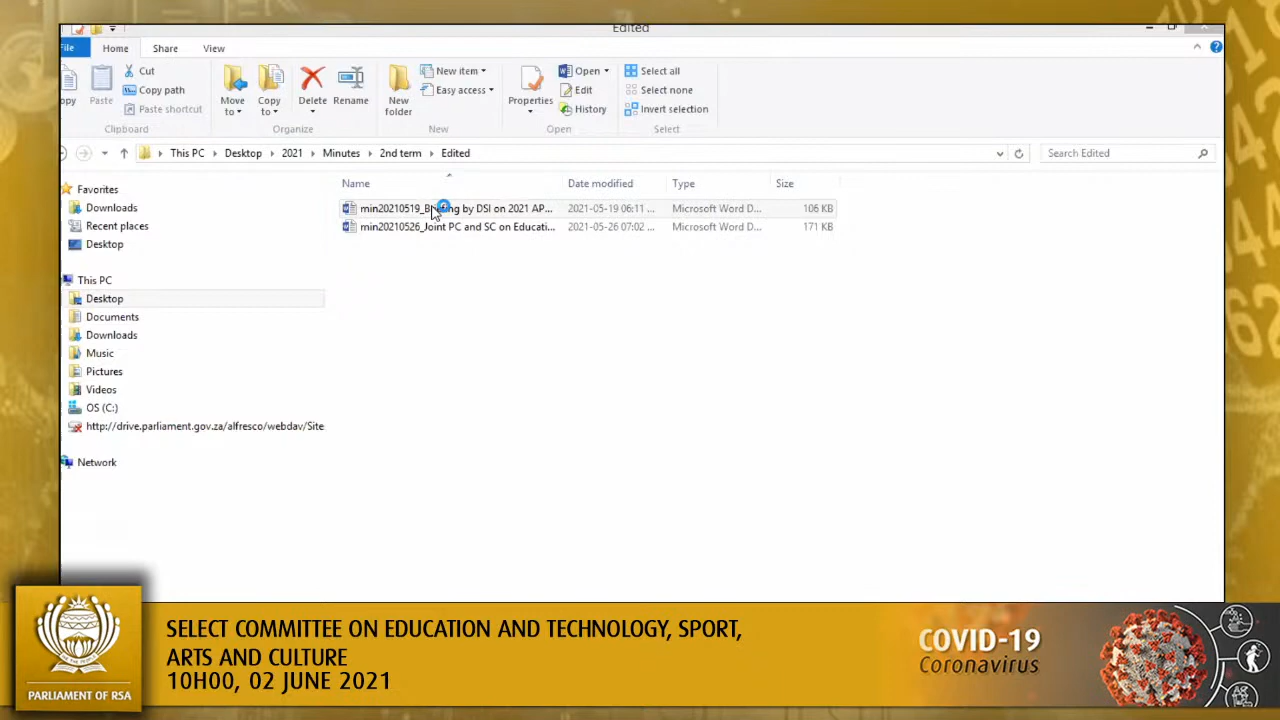 Edited
File Home Share View
Copy
Paste
Cut
Copy path
Paste shortcut
Clipboard
Move to
Copy to
Delete
Rename
Organize
New folder
New item
Easy access
New
Properties
Open
Edit
History
Open
Select all
Select none
Invert selection
Select
This PC Desktop 2021 Minutes 2nd term Edited
Search Edited
Name Date modified Type Size
min20210519_Briefing by DSI on 2021 AP... 2021-05-19 06:11 ... Microsoft Word D... 106 KB
min20210526_Joint PC and SC on Educati... 2021-05-26 07:02 ... Microsoft Word D... 171 KB
Favorites
Downloads
Recent places
Desktop
This PC
Desktop
Documents
Downloads
Music
Pictures
Videos
OS (C:)
http://drive.parliament.gov.za/alfresco/webdav/Site
Network
PARLIAMENT OF RSA
SELECT COMMITTEE ON EDUCATION AND TECHNOLOGY, SPORT,
ARTS AND CULTURE
10H00, 02 JUNE 2021
COVID-19
Coronavirus